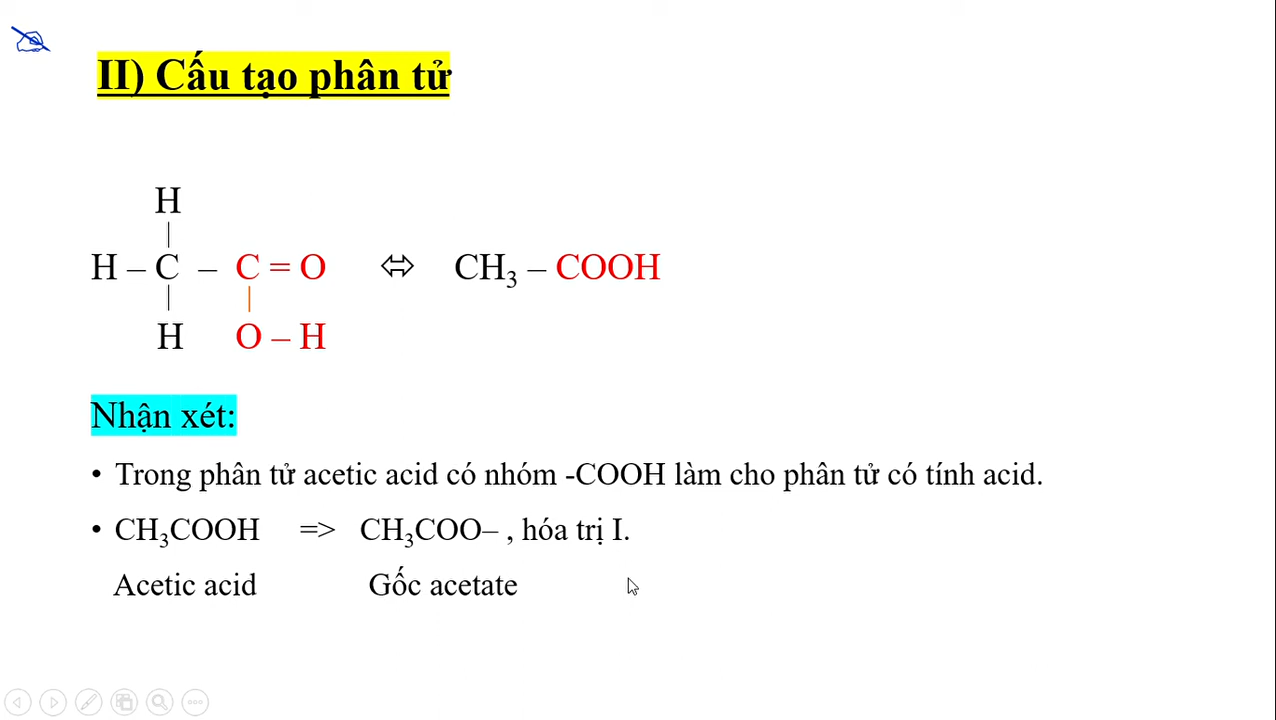 II) Cấu tạo phân tử
H
|
H – C – C = O ⇔ CH₃ – COOH
| |
H O – H
Nhận xét:
• Trong phân tử acetic acid có nhóm -COOH làm cho phân tử có tính acid.
• CH₃COOH => CH₃COO– , hóa trị I.
Acetic acid Gốc acetate